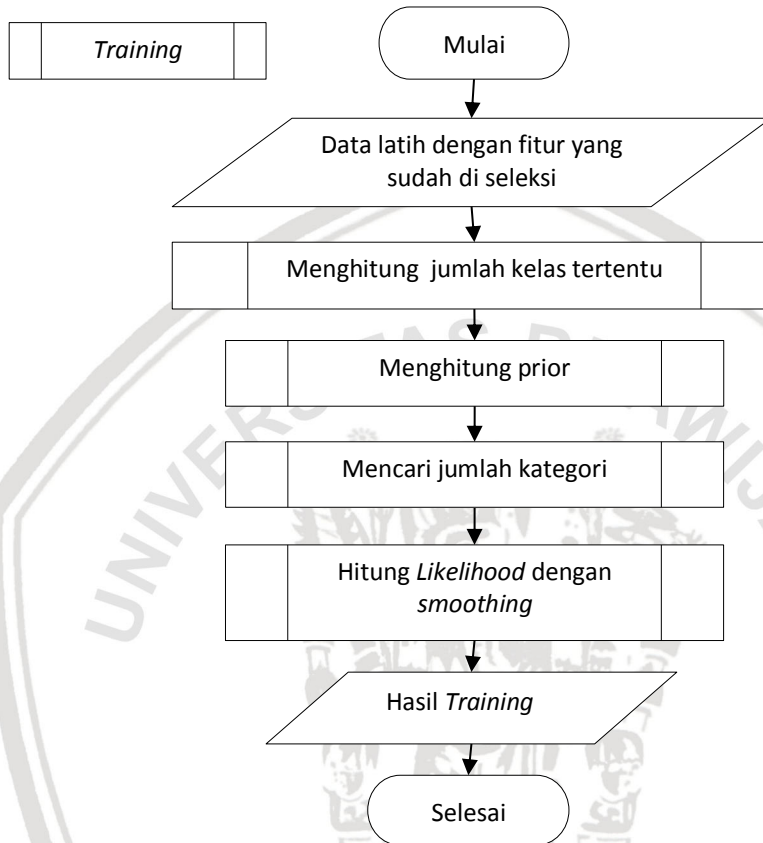 Training
Mulai
Data latih dengan fitur yang
sudah di seleksi
Menghitung jumlah kelas tertentu
Menghitung prior
Mencari jumlah kategori
Hitung Likelihood dengan
smoothing
Hasil Training
Selesai